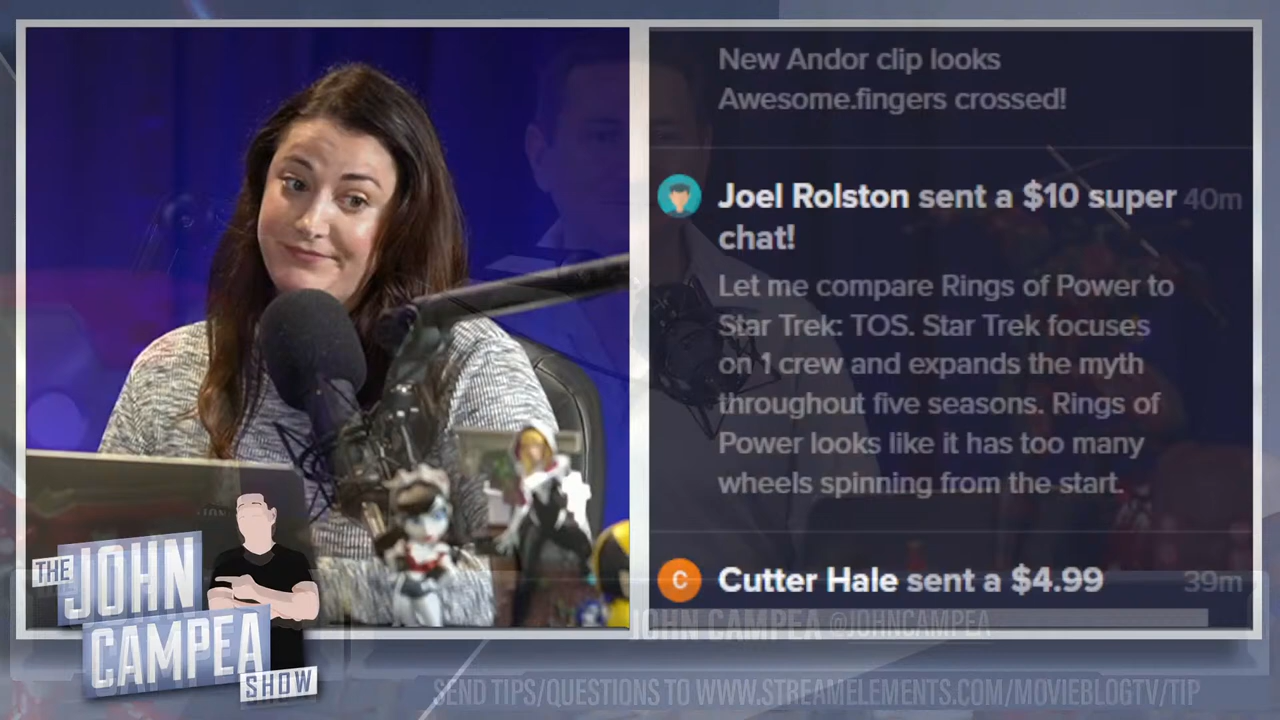 New Andor clip looks
Awesome.fingers crossed!
Joel Rolston sent a $10 super 40m
chat!
Let me compare Rings of Power to
Star Trek: TOS. Star Trek focuses
on 1 crew and expands the myth
throughout five seasons. Rings of
Power looks like it has too many
wheels spinning from the start.
C Cutter Hale sent a $4.99 39m
THE
JOHN
CAMPEA
SHOW
JOHN CAMPEA @JOHNCAMPEA
SEND TIPS/QUESTIONS TO WWW.STREAMELEMENTS.COM/MOVIEBLOGTV/TIP